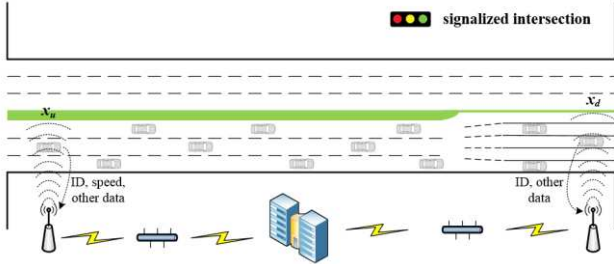 signalized intersection
x_u
x_d
ID, speed,
other data
ID, other
data